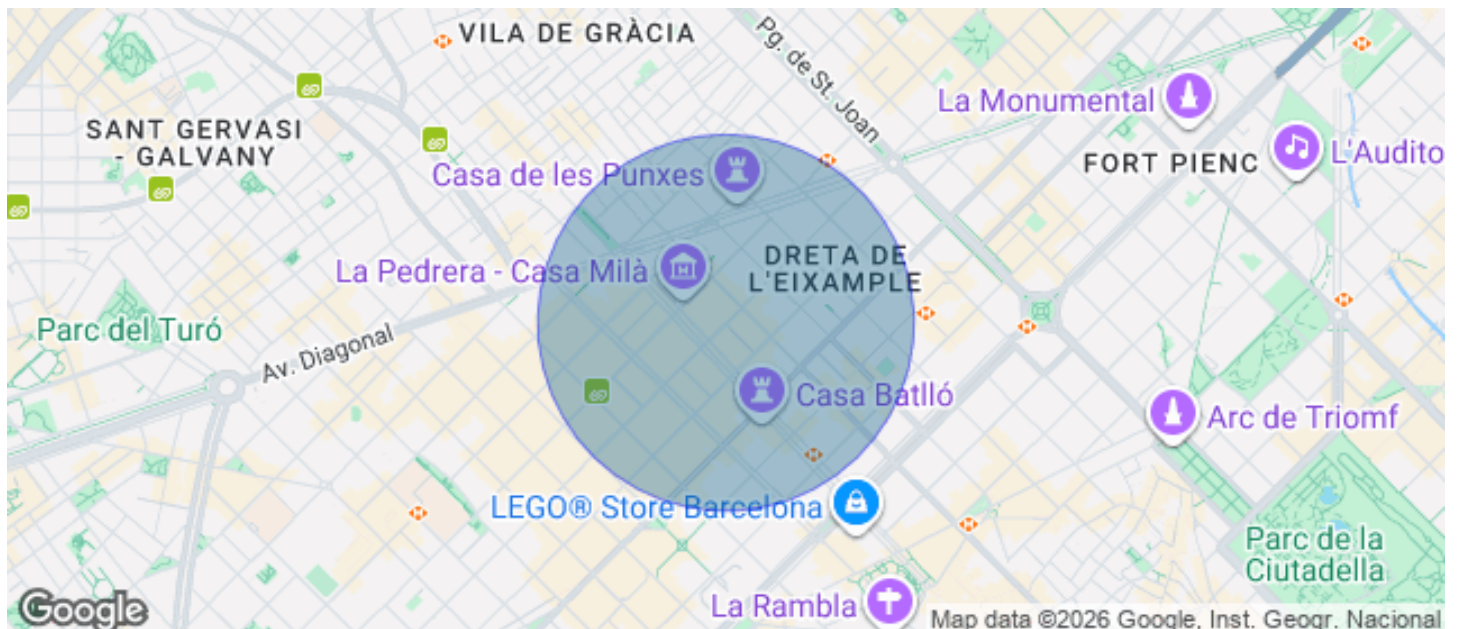 VILA DE GRÀCIA
Pg. de St. Joan
La Monumental
SANT GERVASI
- GALVANY
L'Audito
FORT PIENC
Casa de les Punxes
DRETA DE
L'EIXAMPLE
La Pedrera - Casa Milà
Parc del Turó
Av. Diagonal
Casa Batlló
Arc de Triomf
LEGO® Store Barcelona
Parc de la
Ciutadella
La Rambla
Google
Map data ©2026 Google, Inst. Geogr. Nacional